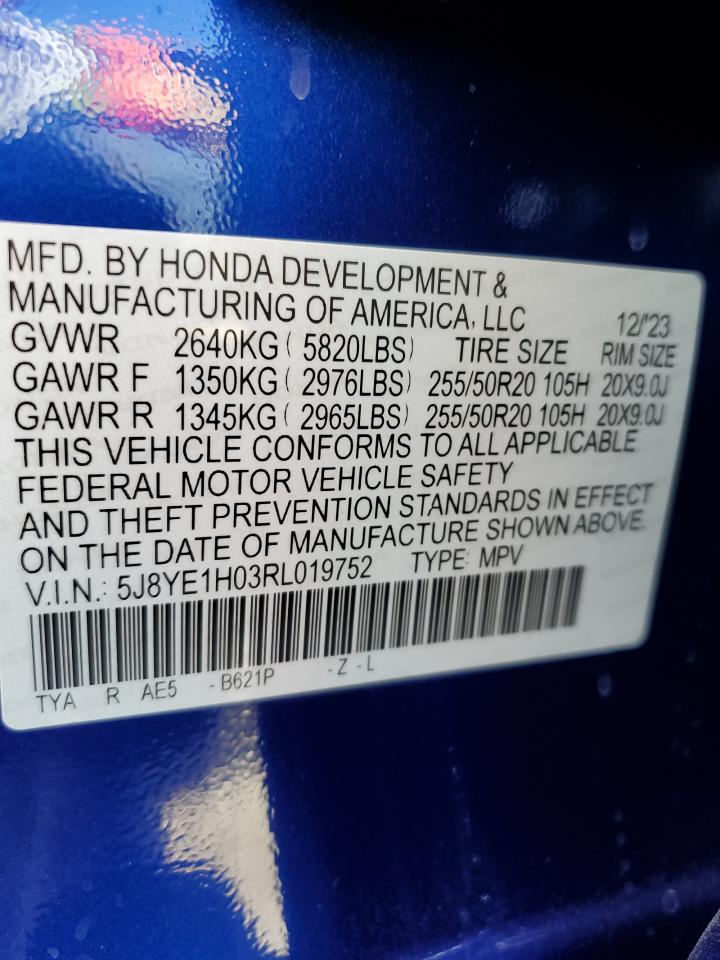 MFD. BY HONDA DEVELOPMENT &
MANUFACTURING OF AMERICA, LLC 12/'23
GVWR 2640KG ( 5820LBS) TIRE SIZE RIM SIZE
GAWR F 1350KG ( 2976LBS) 255/50R20 105H 20X9.0J
GAWR R 1345KG ( 2965LBS) 255/50R20 105H 20X9.0J
THIS VEHICLE CONFORMS TO ALL APPLICABLE
FEDERAL MOTOR VEHICLE SAFETY
AND THEFT PREVENTION STANDARDS IN EFFECT
ON THE DATE OF MANUFACTURE SHOWN ABOVE.
V.I.N.: 5J8YE1H03RL019752 TYPE: MPV
TYA R AE5 -B621P -Z -L